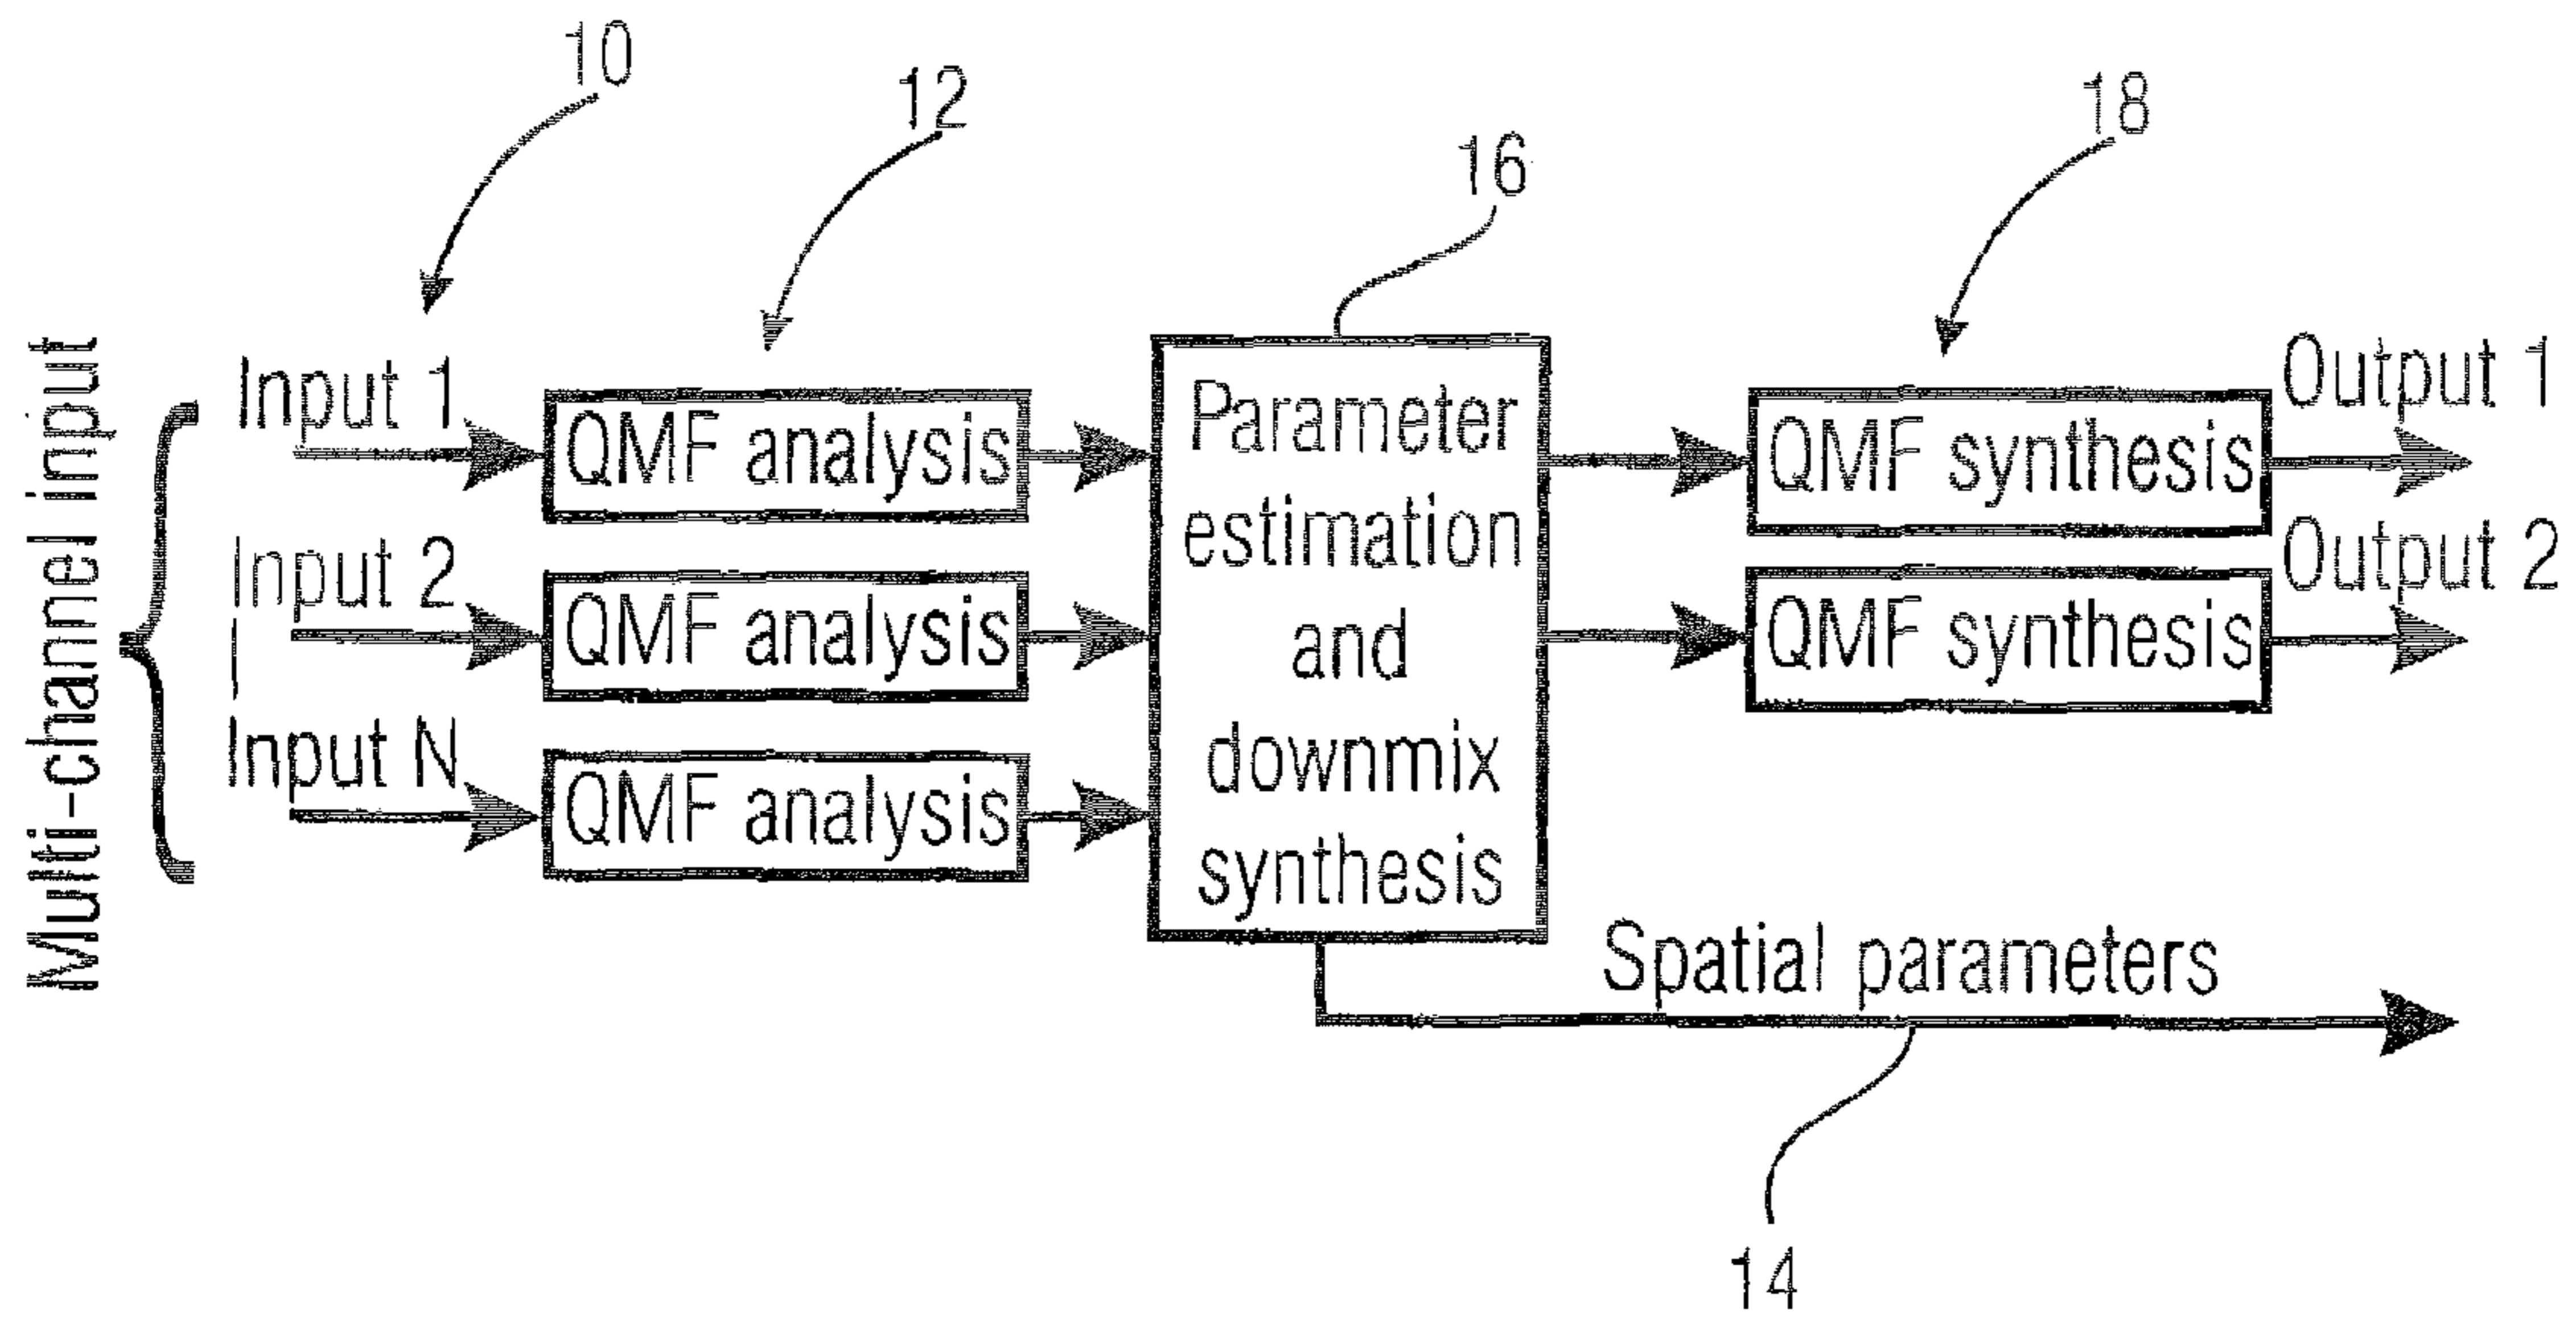 10
12
16
18
Multi-channel input
Input 1
Input 2
Input N
QMF analysis
QMF analysis
QMF analysis
Parameter
estimation
and
downmix
synthesis
QMF synthesis
QMF synthesis
Output 1
Output 2
Spatial parameters
14